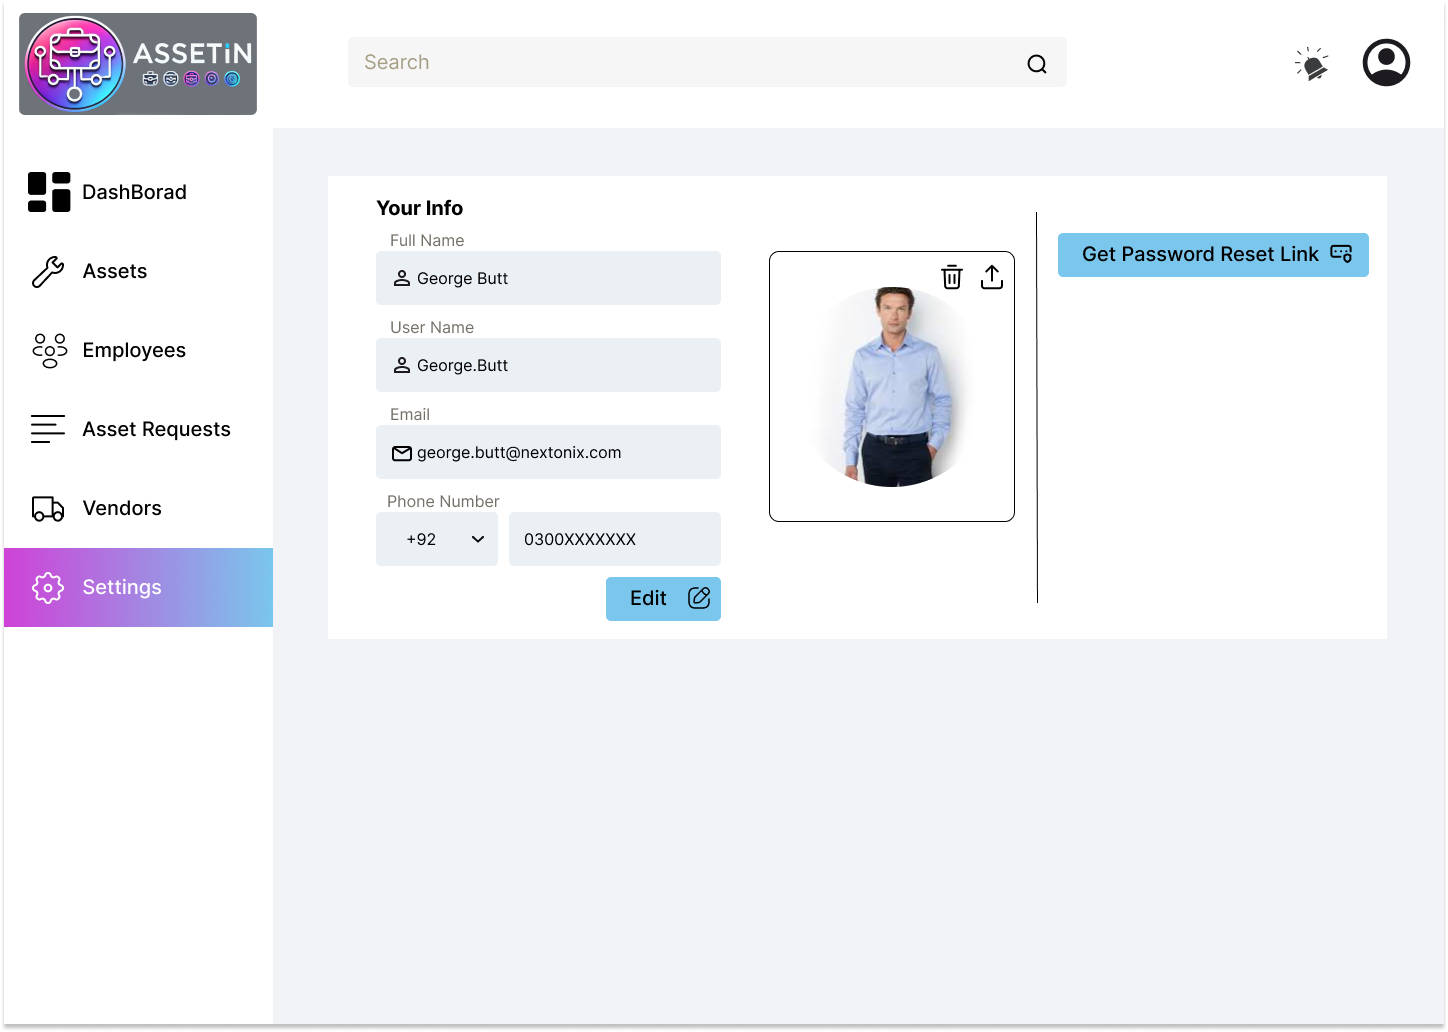 ASSETiN
Search
DashBorad
Assets
Employees
Asset Requests
Vendors
Settings
Your Info
Full Name
George Butt
User Name
George.Butt
Email
george.butt@nextonix.com
Phone Number
+92
0300XXXXXXX
Edit
Get Password Reset Link